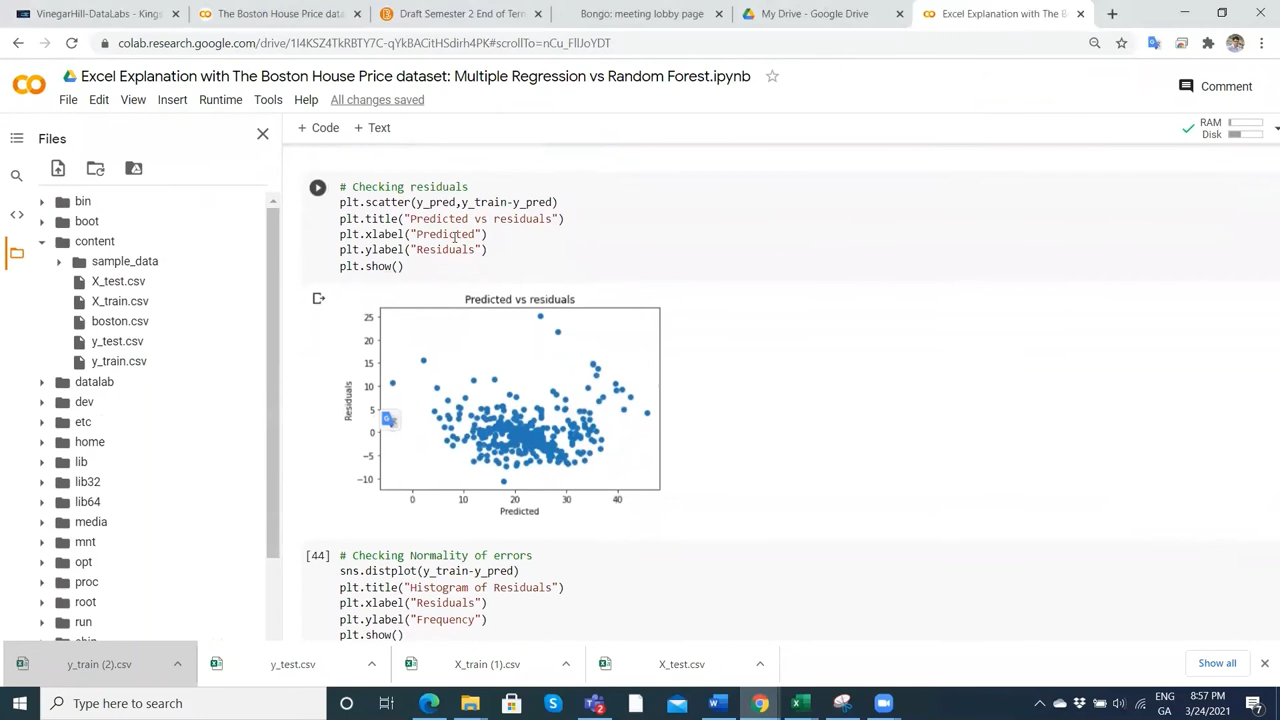 VinegarHill-DataLabs - Kings
The Boston House Price dataset
Draft Semester 2 End of Term
Bongo: meeting lobby page
My Drive - Google Drive
Excel Explanation with The B
colab.research.google.com/drive/1I4KSZ4TkRBTY7C-qYkBACitHSdirh4PK#scrollTo=nCu_FlIJoYDT
CO
Excel Explanation with The Boston House Price dataset: Multiple Regression vs Random Forest.ipynb
Comment
File Edit View Insert Runtime Tools Help All changes saved
+ Code + Text
RAM
Disk
Files
bin
boot
content
sample_data
X_test.csv
X_train.csv
boston.csv
y_test.csv
y_train.csv
datalab
dev
etc
home
lib
lib32
lib64
media
mnt
opt
proc
root
run
# Checking residuals
plt.scatter(y_pred,y_train-y_pred)
plt.title("Predicted vs residuals")
plt.xlabel("Predicted")
plt.ylabel("Residuals")
plt.show()
Predicted vs residuals
25
20
15
10
5
0
−5
−10
Residuals
0 10 20 30 40
Predicted
[44] # Checking Normality of errors
sns.distplot(y_train-y_pred)
plt.title("Histogram of Residuals")
plt.xlabel("Residuals")
plt.ylabel("Frequency")
plt.show()
y_train (2).csv
y_test.csv
X_train (1).csv
X_test.csv
Show all
Type here to search
ENG
GA
8:57 PM
3/24/2021